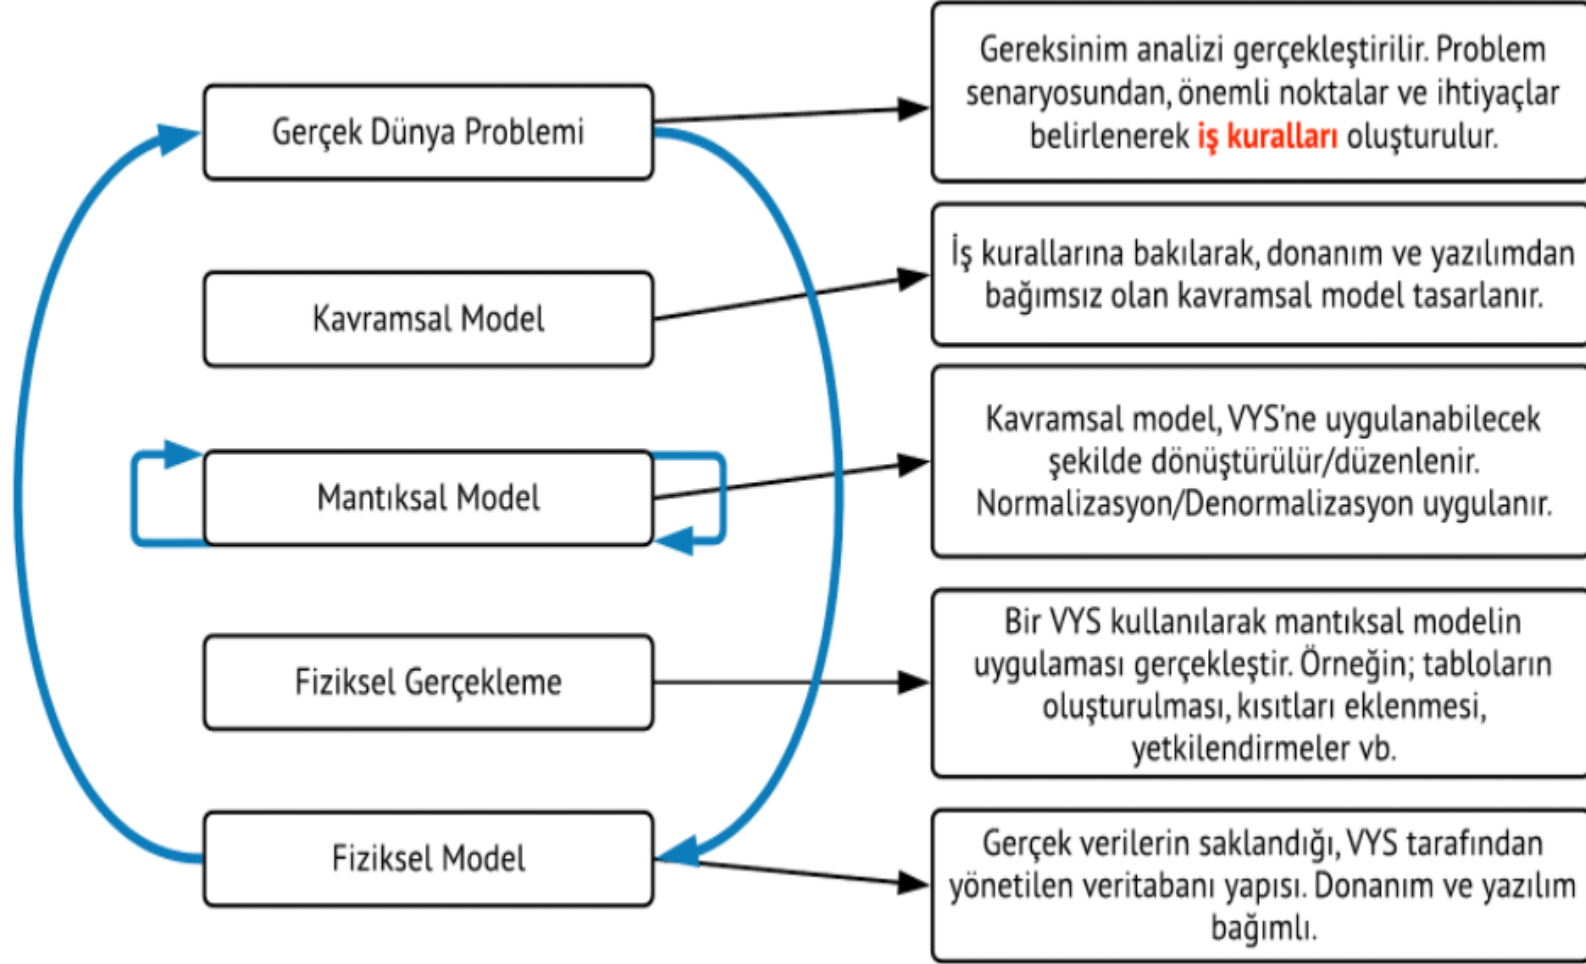 Gerçek Dünya Problemi
Gereksinim analizi gerçekleştirilir. Problem
senaryosundan, önemli noktalar ve ihtiyaçlar
belirlenerek iş kuralları oluşturulur.
Kavramsal Model
İş kurallarına bakılarak, donanım ve yazılımdan
bağımsız olan kavramsal model tasarlanır.
Mantıksal Model
Kavramsal model, VYS'ne uygulanabilecek
şekilde dönüştürülür/düzenlenir.
Normalizasyon/Denormalizasyon uygulanır.
Fiziksel Gerçekleme
Bir VYS kullanılarak mantıksal modelin
uygulaması gerçekleştir. Örneğin; tabloların
oluşturulması, kısıtları eklenmesi,
yetkilendirmeler vb.
Fiziksel Model
Gerçek verilerin saklandığı, VYS tarafından
yönetilen veritabanı yapısı. Donanım ve yazılım
bağımlı.